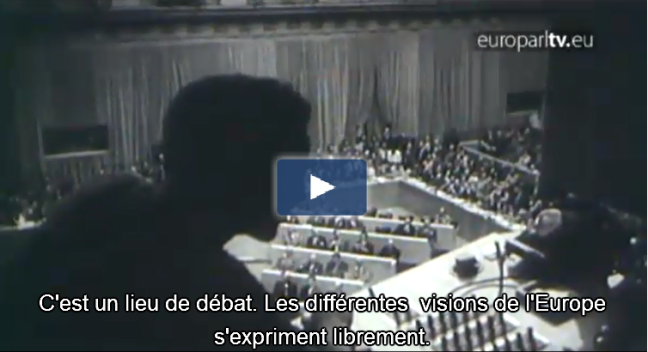 europarltv.eu
C'est un lieu de débat. Les différentes visions de l'Europe
s'expriment librement.